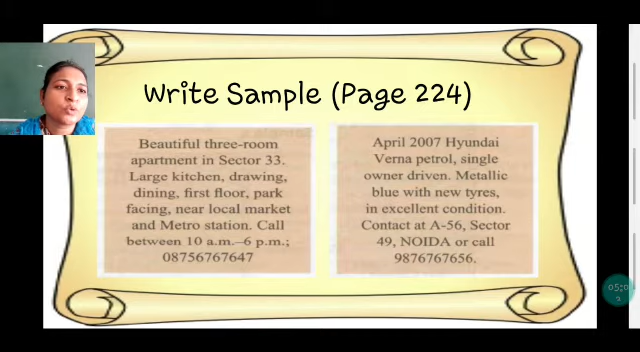 Write Sample (Page 224)
Beautiful three-room
apartment in Sector 33.
Large kitchen, drawing,
dining, first floor, park
facing, near local market
and Metro station. Call
between 10 a.m.–6 p.m.;
08756767647
April 2007 Hyundai
Verna petrol, single
owner driven. Metallic
blue with new tyres,
in excellent condition.
Contact at A-56, Sector
49, NOIDA or call
9876767656.